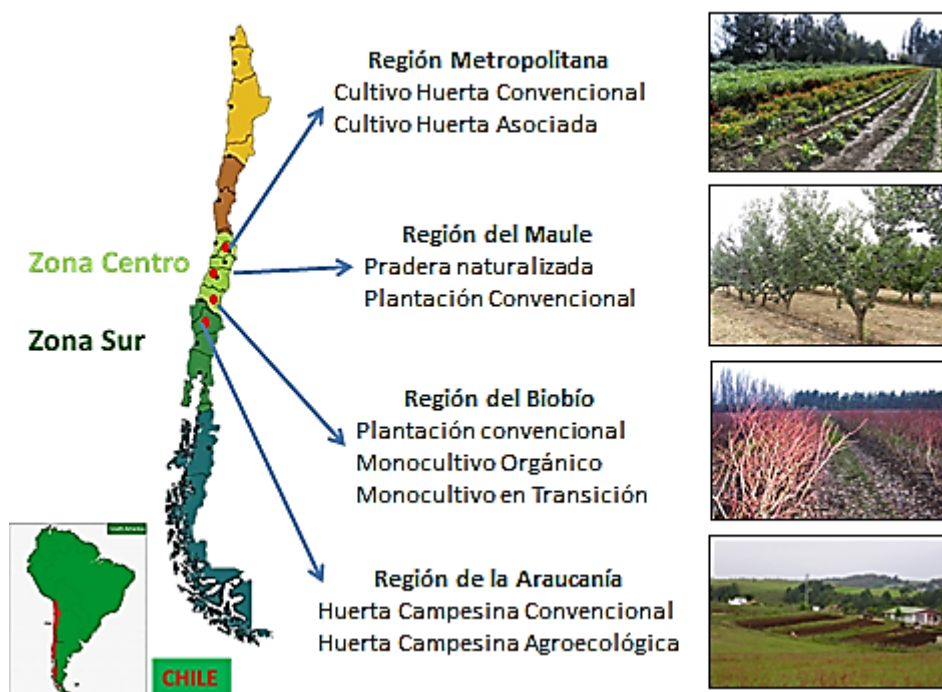 Región Metropolitana
Cultivo Huerta Convencional
Cultivo Huerta Asociada
Zona Centro
Región del Maule
Pradera naturalizada
Plantación Convencional
Zona Sur
Región del Biobío
Plantación convencional
Monocultivo Orgánico
Monocultivo en Transición
Región de la Araucanía
Huerta Campesina Convencional
Huerta Campesina Agroecológica
CHILE